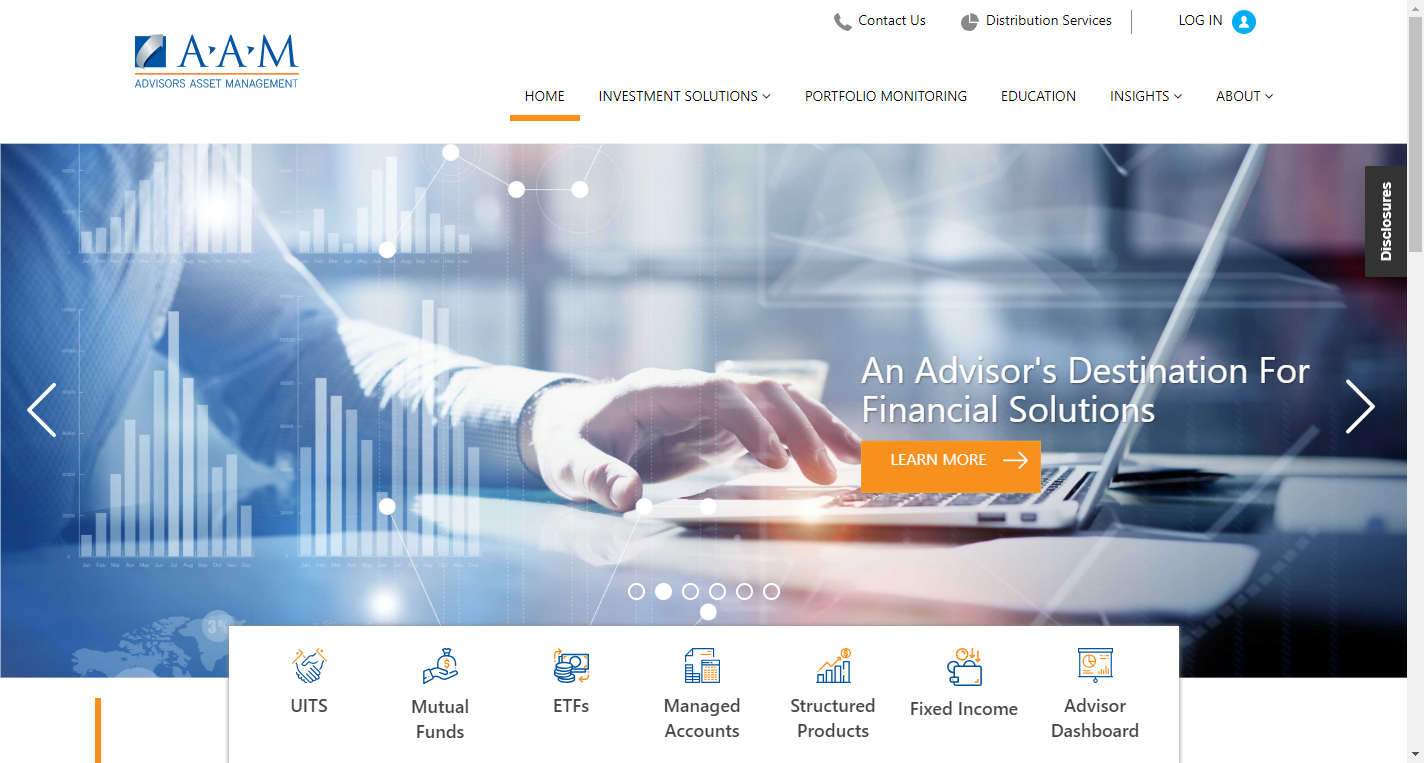 Contact Us
Distribution Services
LOG IN
A·A·M
ADVISORS ASSET MANAGEMENT
HOME
INVESTMENT SOLUTIONS
PORTFOLIO MONITORING
EDUCATION
INSIGHTS
ABOUT
Disclosures
An Advisor's Destination For
Financial Solutions
LEARN MORE
3%
UITS
Mutual
Funds
ETFs
Managed
Accounts
Structured
Products
Fixed Income
Advisor
Dashboard